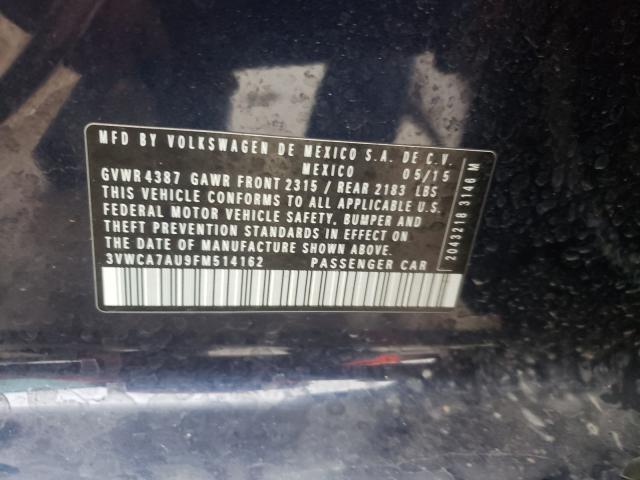 MFD BY VOLKSWAGEN DE MEXICO S.A. DE C.V.
MEXICO 05/15
GVWR 4387 GAWR FRONT 2315 / REAR 2183 LBS
THIS VEHICLE CONFORMS TO ALL APPLICABLE U.S.
FEDERAL MOTOR VEHICLE SAFETY, BUMPER AND
THEFT PREVENTION STANDARDS IN EFFECT ON
THE DATE OF MANUFACTURE SHOWN ABOVE.
3VWCA7AU9FM514162 PASSENGER CAR
2043218 3146 M